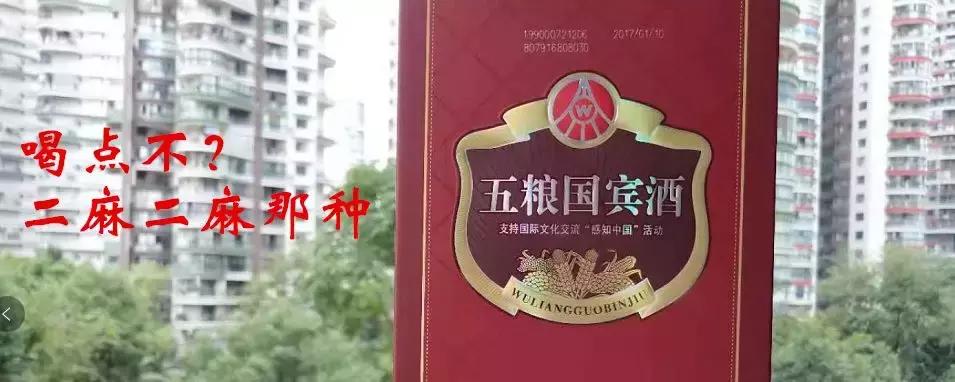 喝点不?
二麻二麻那种
199000721206 2017/01/10
807916808030
W
五粮国宾酒
支持国际文化交流“感知中国”活动
WULIANGGUOBINJIU